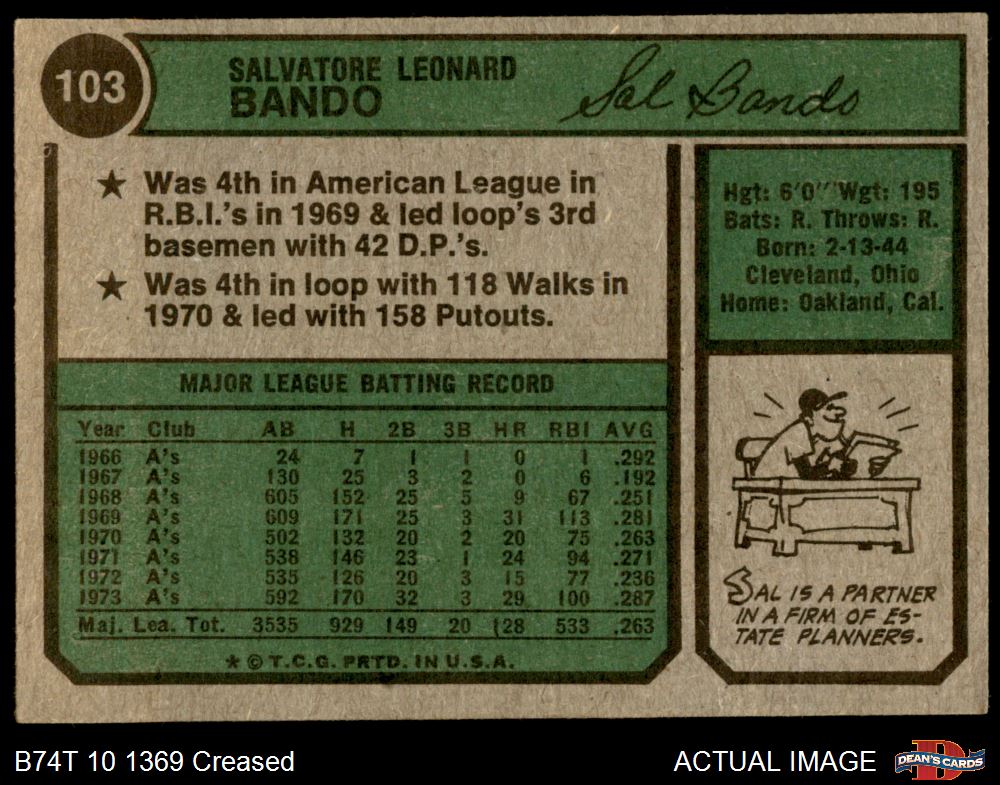 103
SALVATORE LEONARD
BANDO
Sal Bando
★ Was 4th in American League in
R.B.I.'s in 1969 & led loop's 3rd
basemen with 42 D.P.'s.
★ Was 4th in loop with 118 Walks in
1970 & led with 158 Putouts.
Hgt: 6'0" Wgt: 195
Bats: R. Throws: R.
Born: 2-13-44
Cleveland, Ohio
Home: Oakland, Cal.
MAJOR LEAGUE BATTING RECORD
Year Club AB H 2B 3B HR RBI AVG
1966 A's 24 7 1 1 0 1 .292
1967 A's 130 25 3 2 0 6 .192
1968 A's 605 152 25 5 9 67 .251
1969 A's 609 171 25 3 31 113 .281
1970 A's 502 132 20 2 20 75 .263
1971 A's 538 146 23 1 24 94 .271
1972 A's 535 126 20 3 15 77 .236
1973 A's 592 170 32 3 29 100 .287
Maj. Lea. Tot. 3535 929 149 20 128 533 .263
★ © T.C.G. PRTD. IN U.S.A.
SAL IS A PARTNER
IN A FIRM OF ES-
TATE PLANNERS.
B74T 10 1369 Creased
ACTUAL IMAGE
DEAN'S CARDS